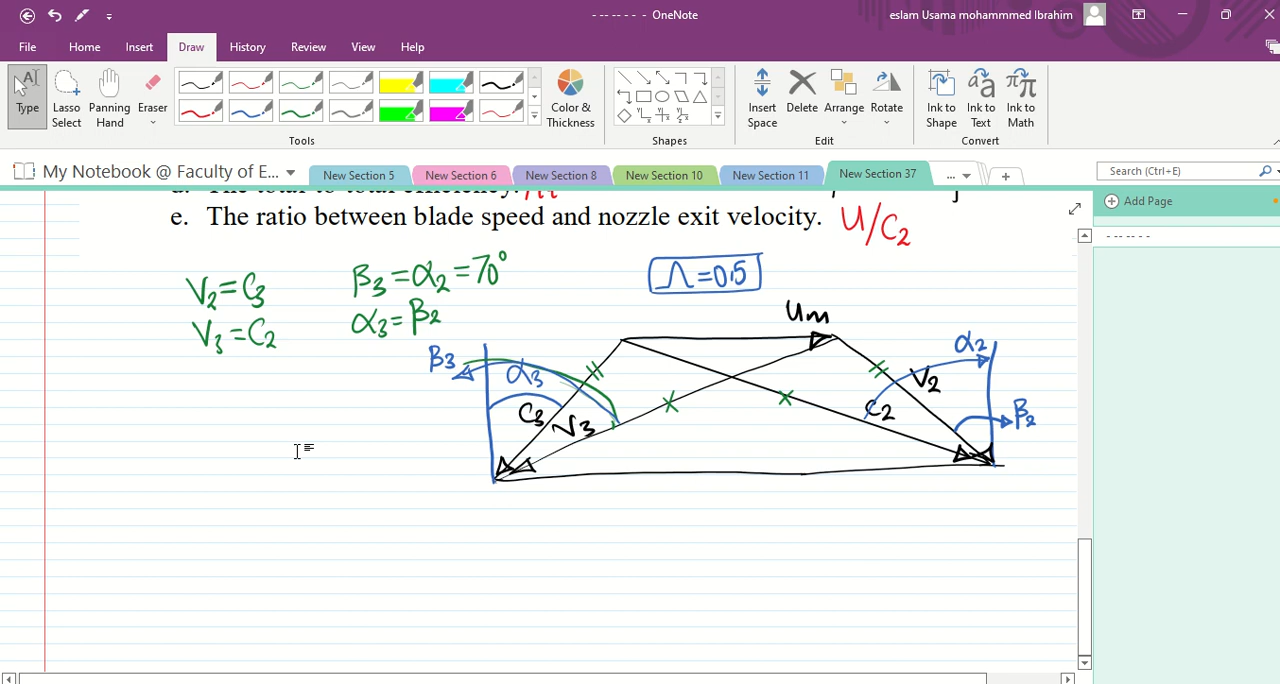 - - - - - - - OneNote
eslam Usama mohammmed Ibrahim
File Home Insert Draw History Review View Help
Type
Lasso Select
Panning Hand
Eraser
Color & Thickness
Insert Space
Delete
Arrange
Rotate
Ink to Shape
Ink to Text
Ink to Math
Tools Shapes Edit Convert
My Notebook @ Faculty of E...
New Section 5 New Section 6 New Section 8 New Section 10 New Section 11 New Section 37 ...
Search (Ctrl+E)
Add Page
- - - - - - -
d. The total to total efficiency.
e. The ratio between blade speed and nozzle exit velocity. U/C2
V2=C3 β3=α2=70° Λ=0.5
V3=C2 α3=β2
Um
β3 α3 α2
V2
C3 V3 C2 β2